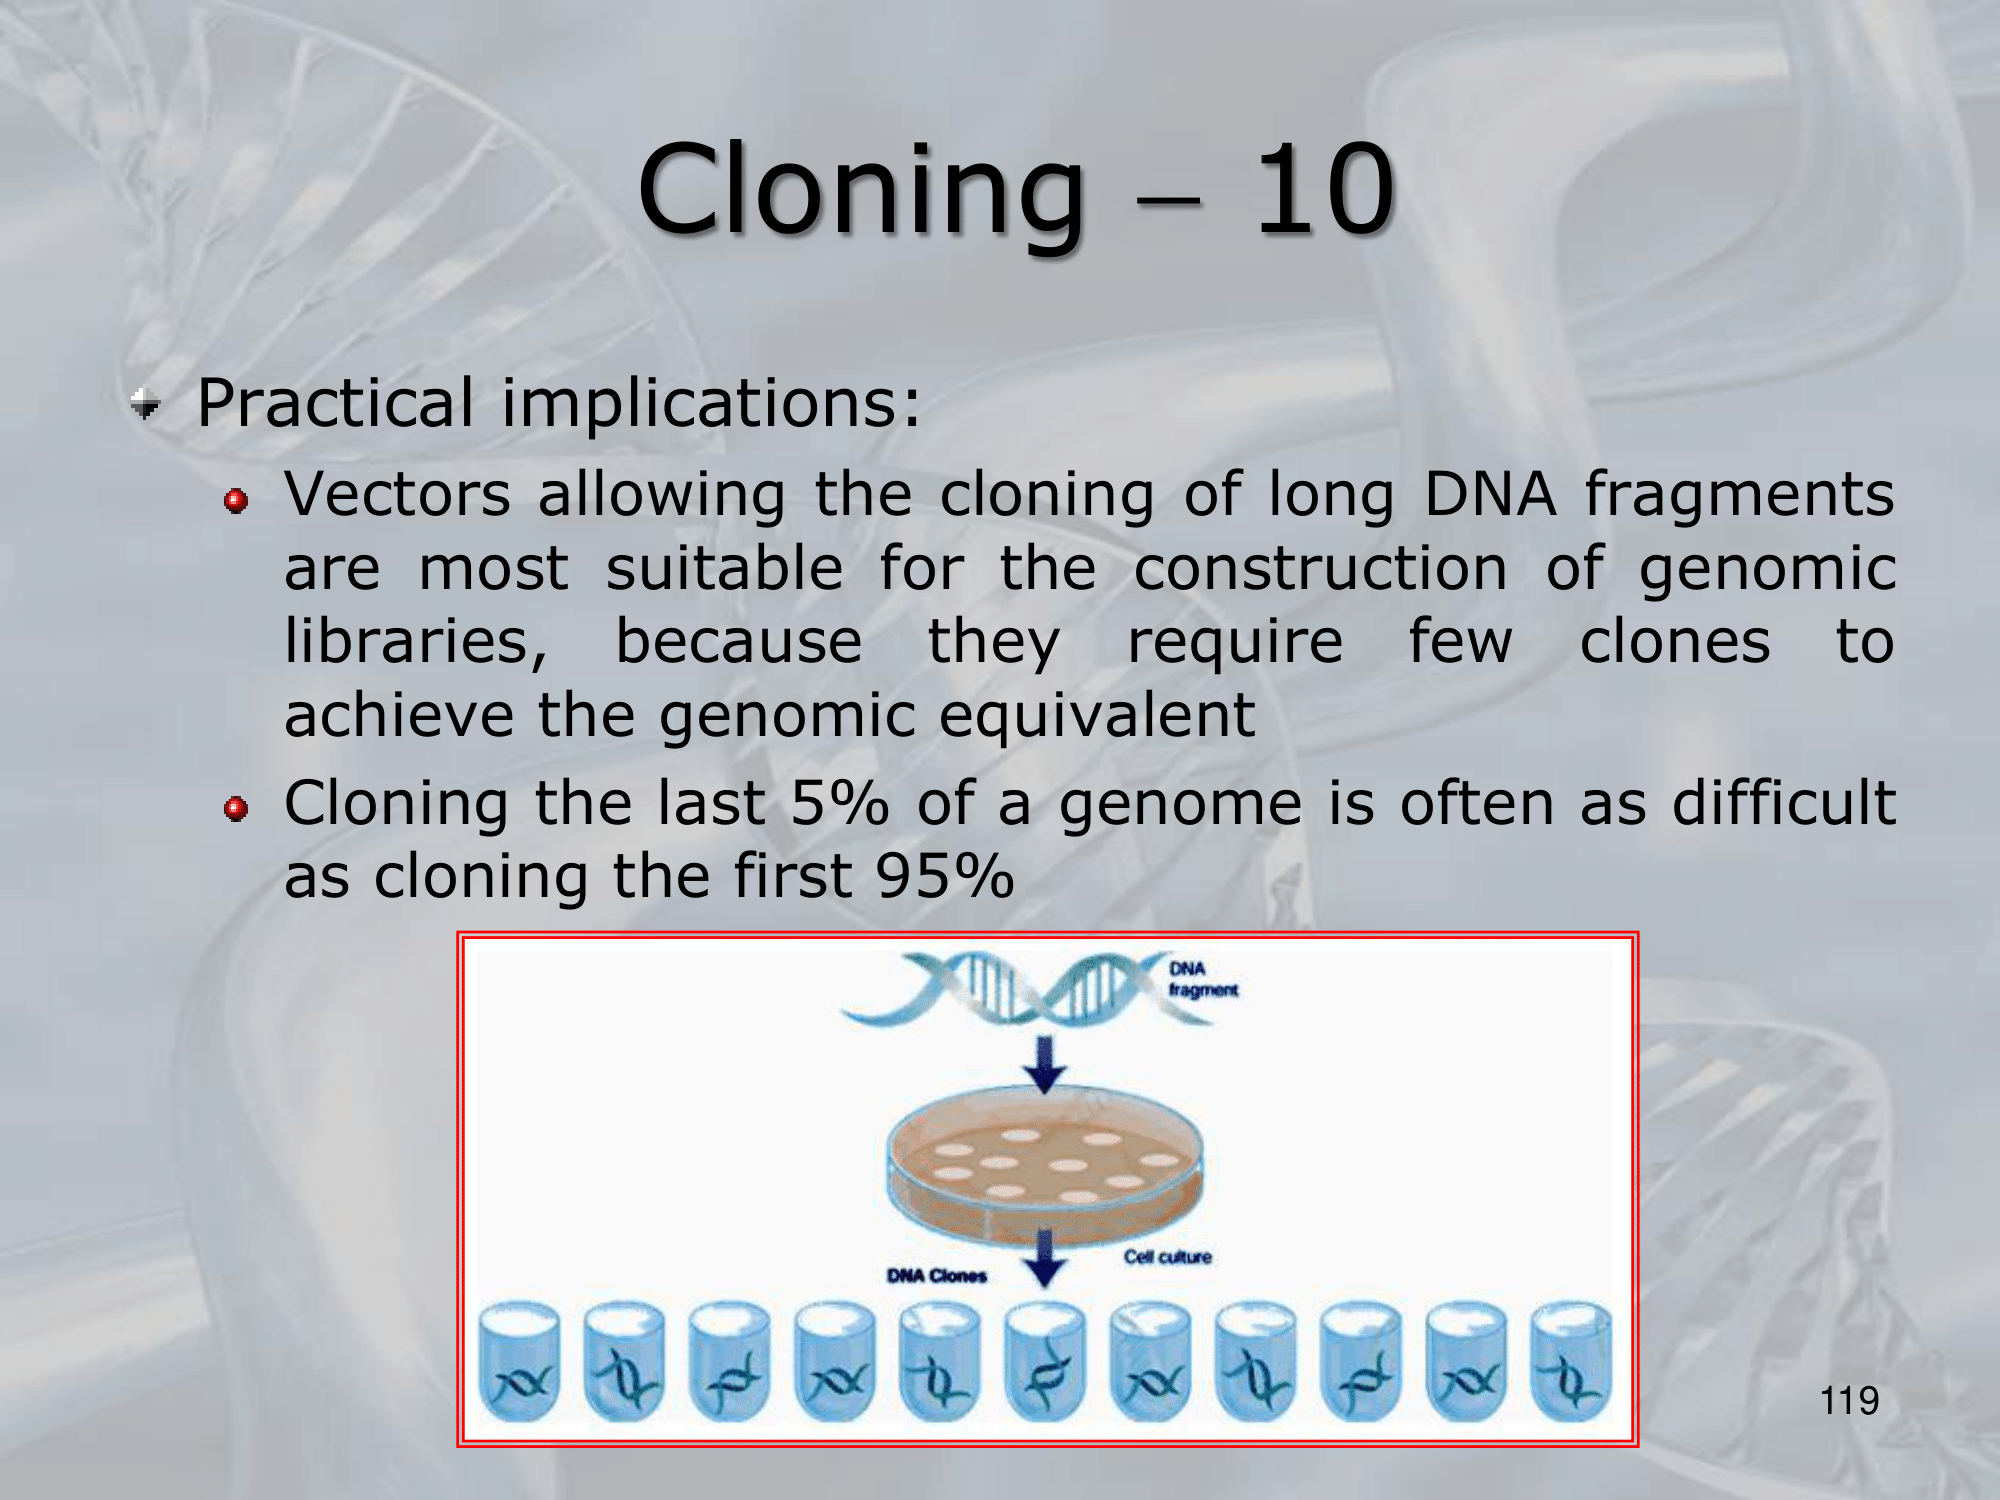 Cloning – 10
Practical implications:
Vectors allowing the cloning of long DNA fragments
are most suitable for the construction of genomic
libraries, because they require few clones to
achieve the genomic equivalent
Cloning the last 5% of a genome is often as difficult
as cloning the first 95%
DNA
fragment
Cell culture
DNA Clones
119